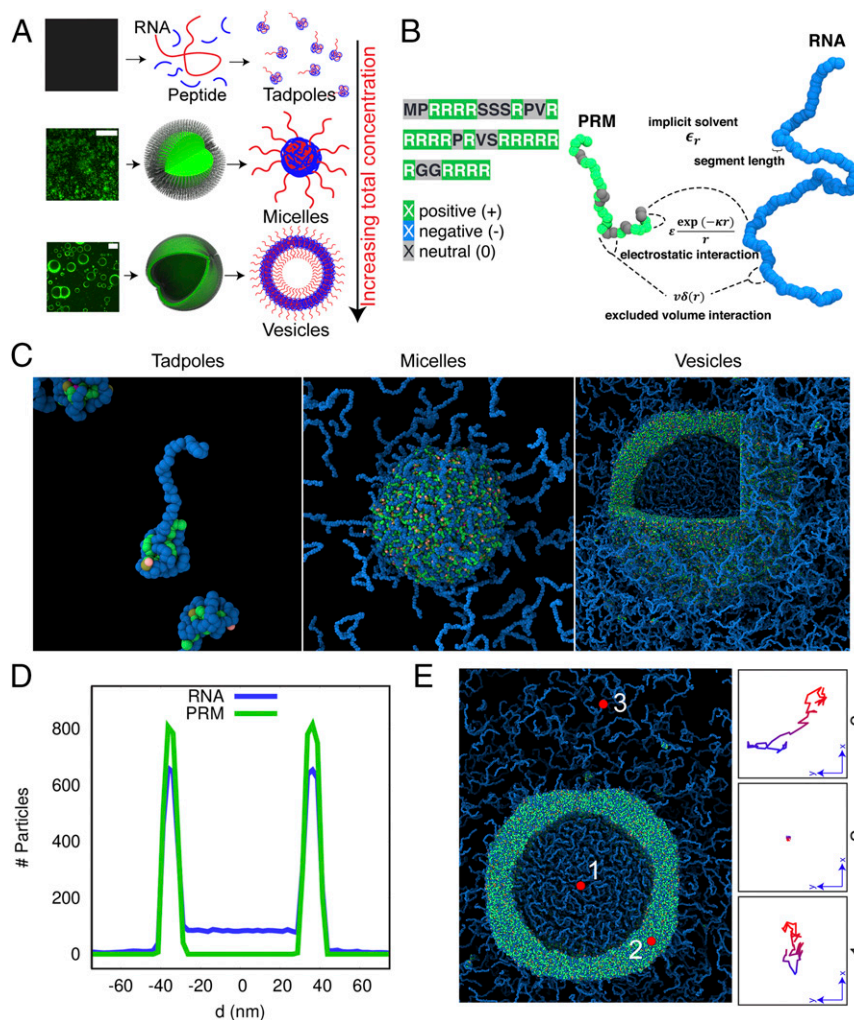 A
RNA
Peptide
Tadpoles
Micelles
Vesicles
Increasing total concentration
B
RNA
PRM
MPRRRRSSSRPVR
RRRRPRVSRRRRR
RGGRRRR
X positive (+)
X negative (-)
X neutral (0)
implicit solvent
ϵr
segment length
ε exp (−κr) / r
electrostatic interaction
vδ(r)
excluded volume interaction
C
Tadpoles
Micelles
Vesicles
D
RNA
PRM
800
600
400
200
0
# Particles
-60 -40 -20 0 20 40 60
d (nm)
E
3
1
2
y x
y x
y x